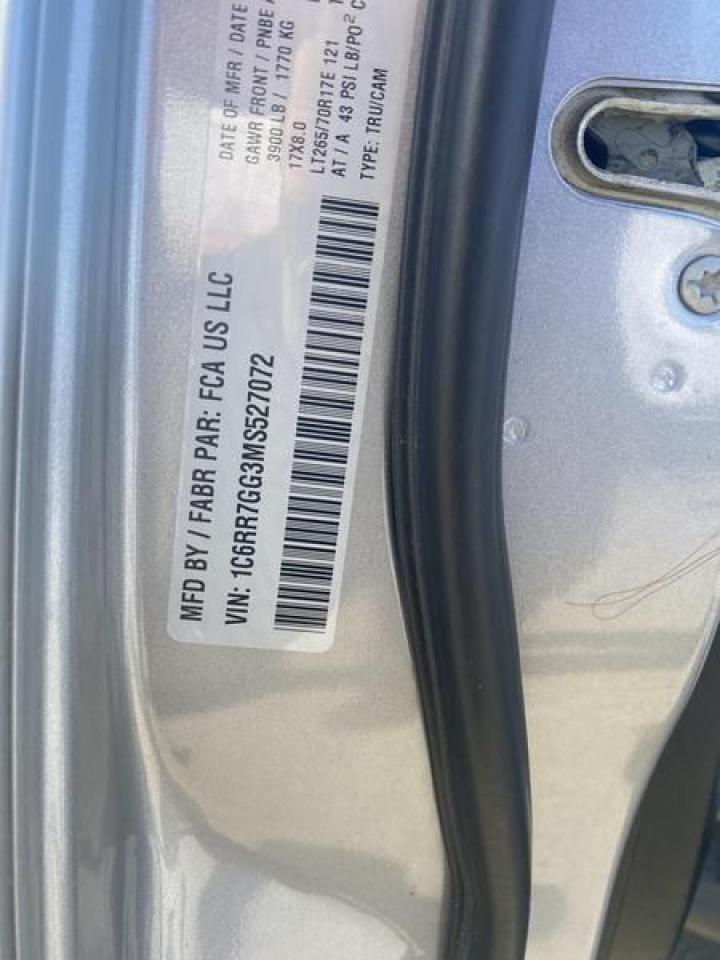 MFD BY / FABR PAR: FCA US LLC
DATE OF MFR / DATE
GAWR FRONT / PNBE
3900 LB / 1770 KG
17X8.0
VIN: 1C6RR7GG3MS527072
LT265/70R17E 121
AT / A 43 PSI LB/PO² C
TYPE: TRU/CAM